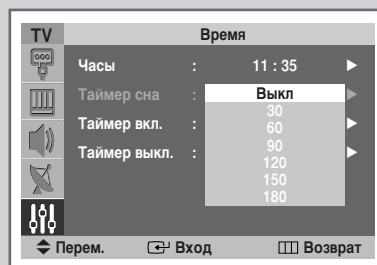 TV Время
Часы : 11 : 35
Таймер сна : Выкл
30
Таймер вкл. : 60
90
Таймер выкл. : 120
150
180
Перем. Вход Возврат